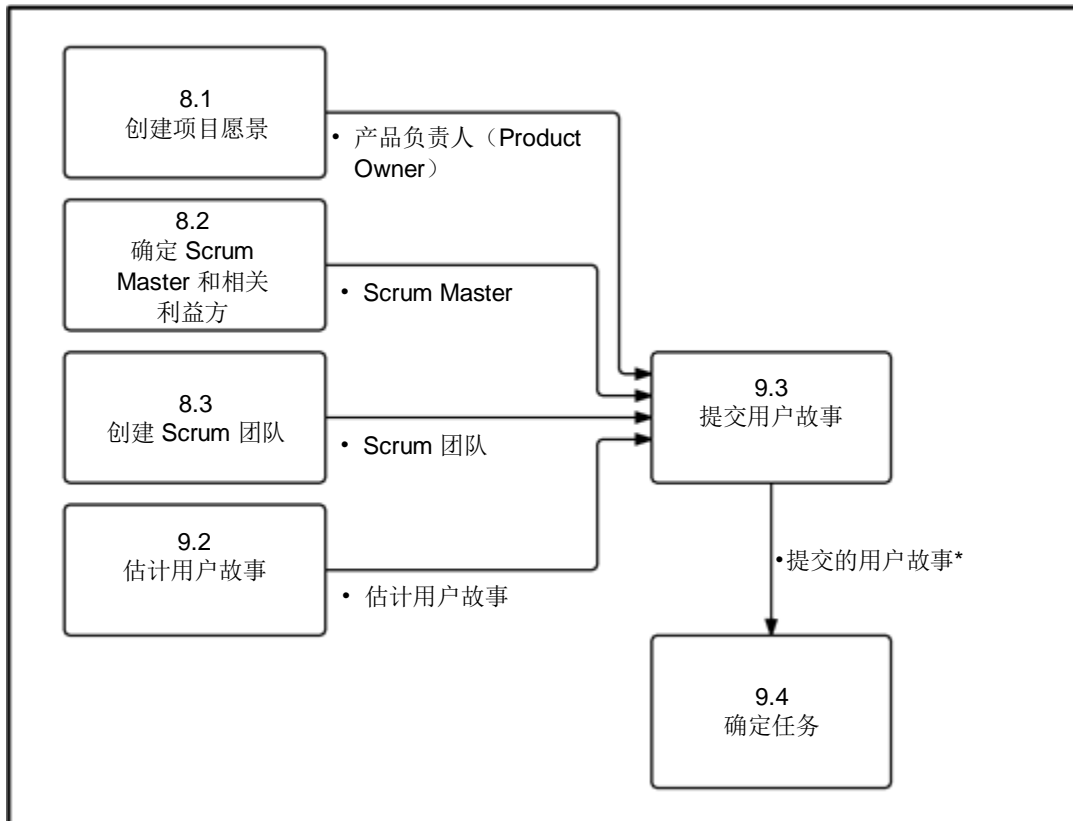 8.1
创建项目愿景
• 产品负责人（Product
Owner）
8.2
确定 Scrum
Master 和相关
利益方
• Scrum Master
8.3
创建 Scrum 团队
• Scrum 团队
9.2
估计用户故事
• 估计用户故事
9.3
提交用户故事
•提交的用户故事*
9.4
确定任务